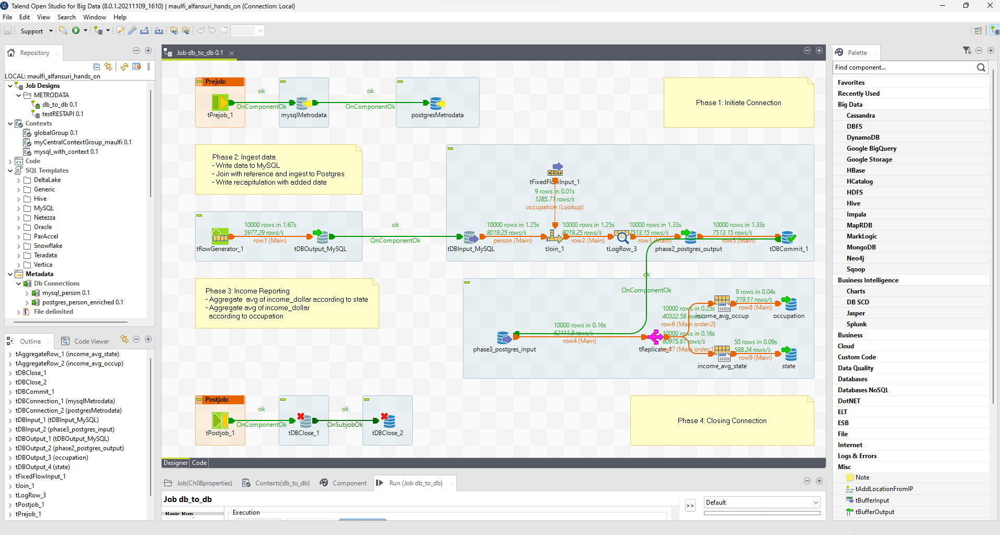 Talend Open Studio for Big Data (8.0.1.20211109_1610) | maulfi_alfansuri_hands_on (Connection: Local)
File Edit View Search Window Help
Support
Repository
LOCAL: maulfi_alfansuri_hands_on
Job Designs
METRODATA
db_to_db 0.1
testRESTAPI 0.1
Contexts
globalGroup 0.1
myCentralContextGroup_maulfi 0.1
mysql_with_context 0.1
Code
SQL Templates
DeltaLake
Generic
Hive
MySQL
Netezza
Oracle
ParAccel
Snowflake
Teradata
Vertica
Metadata
Db Connections
mysql_person 0.1
postgres_person_enriched 0.1
File delimited
Outline
Code Viewer
tAggregateRow_1 (income_avg_state)
tAggregateRow_2 (income_avg_occup)
tDBClose_1
tDBClose_2
tDBCommit_1
tDBConnection_1 (mysqlMetrodata)
tDBConnection_2 (postgresMetrodata)
tDBInput_1 (tDBInput_MySQL)
tDBInput_2 (phase3_postgres_input)
tDBOutput_1 (tDBOutput_MySQL)
tDBOutput_2 (phase2_postgres_output)
tDBOutput_3 (occupation)
tDBOutput_4 (state)
tFixedFlowInput_1
tJoin_1
tLogRow_3
tPostjob_1
tPrejob_1
Job db_to_db 0.1
Prejob:
tPrejob_1
ok
OnComponentOk
mysqlMetrodata
ok
OnComponentOk
postgresMetrodata
Phase 1: Initiate Connection
Phase 2: Ingest data
- Write data to MySQL
- Join with reference and ingest to Postgres
- Write recapitulation with added date
tFixedFlowInput_1
9 rows in 0.01s
1285.71 rows/s
occupation (Lookup)
tRowGenerator_1
10000 rows in 1.67s
5977.29 rows/s
row1 (Main)
tDBOutput_MySQL
ok
OnComponentOk
tDBInput_MySQL
10000 rows in 1.25s
8019.25 rows/s
person (Main)
tJoin_1
10000 rows in 1.25s
8019.25 rows/s
row2 (Main)
tLogRow_3
10000 rows in 1.33s
7513.15 rows/s
row3 (Main)
phase2_postgres_output
10000 rows in 1.33s
7513.15 rows/s
row5 (Main)
tDBCommit_1
ok
OnComponentOk
Phase 3: Income Reporting
- Aggregate avg of income_dollar according to state
- Aggregate avg of income_dollar
according to occupation
phase3_postgres_input
10000 rows in 0.16s
62111.8 rows/s
row4 (Main)
tReplicate_1
10000 rows in 0.25s
40322.58 rows/s
row6 (Main order:2)
10000 rows in 0.16s
60975.61 rows/s
row7 (Main order:1)
income_avg_occup
9 rows in 0.04s
219.51 rows/s
row8 (Main)
occupation
income_avg_state
50 rows in 0.09s
588.24 rows/s
row9 (Main)
state
Postjob:
tPostjob_1
ok
OnComponentOk
tDBClose_1
ok
OnSubjobOk
tDBClose_2
Phase 4: Closing Connection
Designer Code
Job(Ch08properties) Contexts(db_to_db) Component Run (Job db_to_db)
Job db_to_db
Basic Run
Execution
>>
Default
Palette
Find component...
Favorites
Recently Used
Big Data
Cassandra
DBFS
DynamoDB
Google BigQuery
Google Storage
HBase
HCatalog
HDFS
Hive
Impala
MapRDB
MarkLogic
MongoDB
Neo4j
Sqoop
Business Intelligence
Charts
DB SCD
Jasper
Splunk
Business
Cloud
Custom Code
Data Quality
Databases
Databases NoSQL
DotNET
ELT
ESB
File
Internet
Logs & Errors
Misc
Note
tAddLocationFromIP
tBufferInput
tBufferOutput